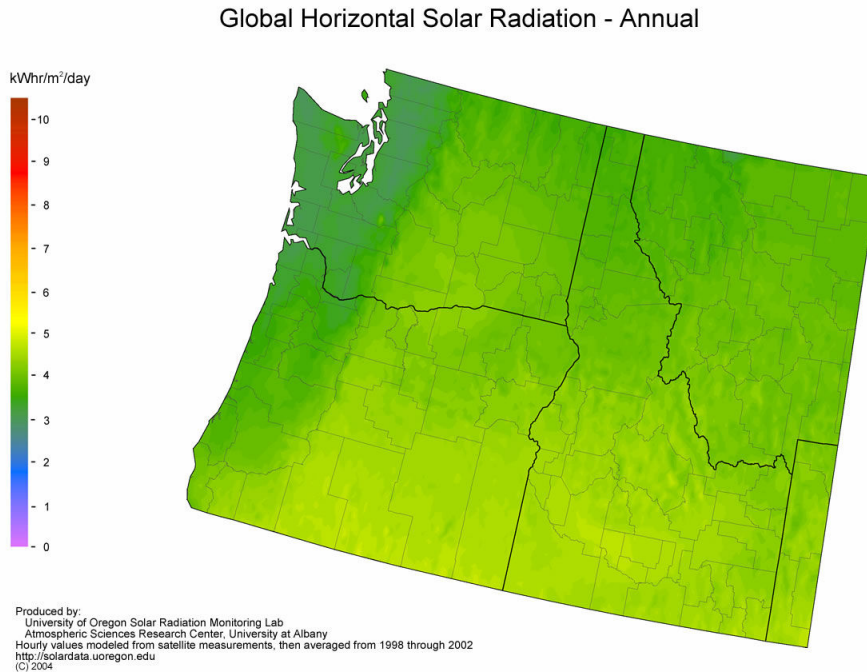 Global Horizontal Solar Radiation - Annual
kWhr/m²/day
10
9
8
7
6
5
4
3
2
1
0
Produced by:
University of Oregon Solar Radiation Monitoring Lab
Atmospheric Sciences Research Center, University at Albany
Hourly values modeled from satellite measurements, then averaged from 1998 through 2002
http://solardata.uoregon.edu
(C) 2004